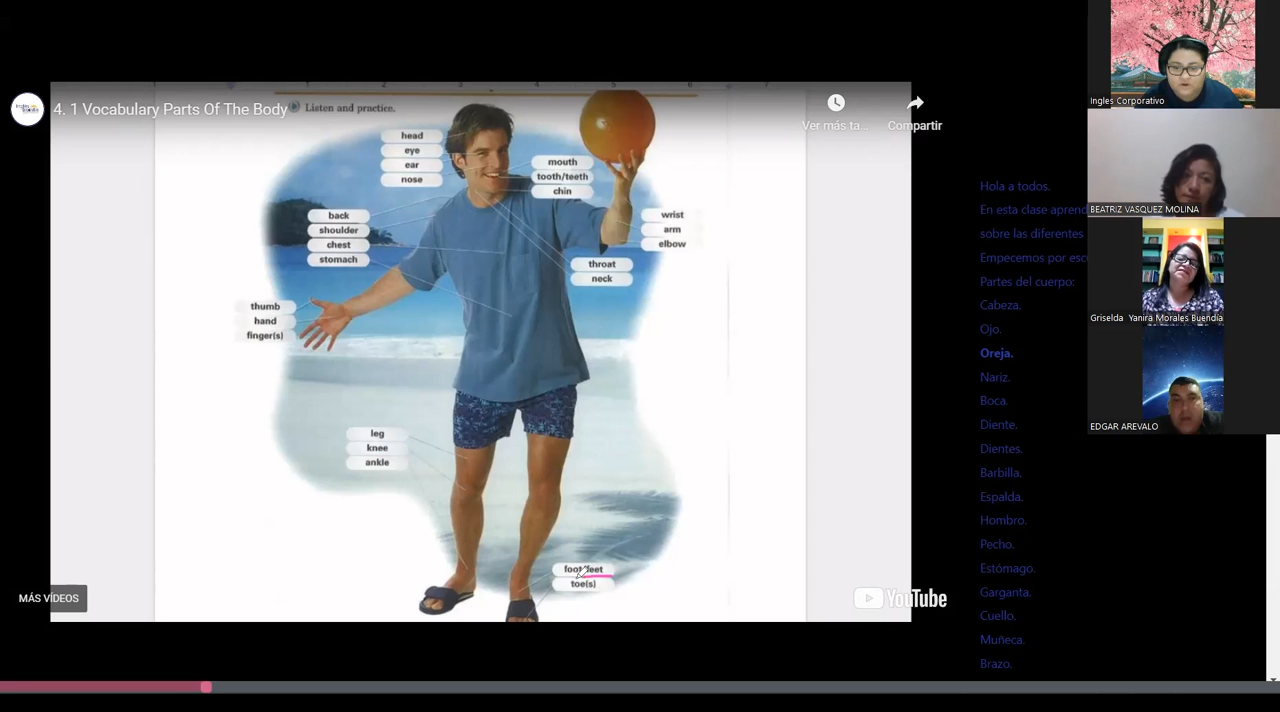 4. 1 Vocabulary Parts Of The Body
Listen and practice.
Ver más ta...
Compartir
head
eye
ear
nose
mouth
tooth/teeth
chin
back
shoulder
chest
stomach
wrist
arm
elbow
throat
neck
thumb
hand
finger(s)
leg
knee
ankle
foot/feet
toe(s)
MÁS VÍDEOS
YouTube
Hola a todos.
En esta clase aprend
sobre las diferentes
Empecemos por esc
Partes del cuerpo:
Cabeza.
Ojo.
Oreja.
Nariz.
Boca.
Diente.
Dientes.
Barbilla.
Espalda.
Hombro.
Pecho.
Estómago.
Garganta.
Cuello.
Muñeca.
Brazo.
Ingles Corporativo
BEATRIZ VASQUEZ MOLINA
Griselda Yanira Morales Buendia
EDGAR AREVALO